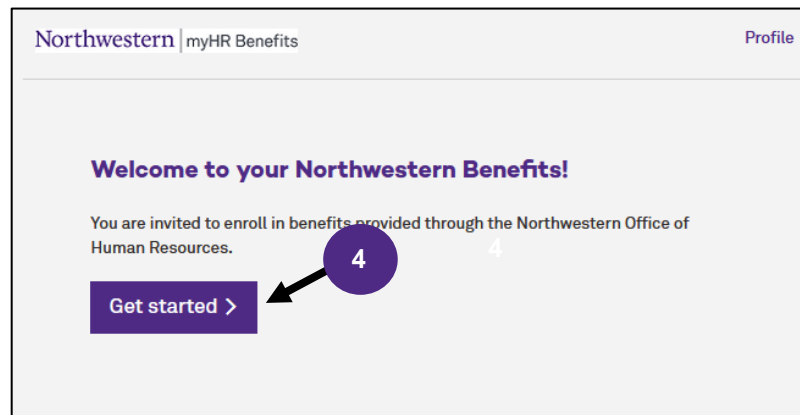 Northwestern | myHR Benefits
Profile
Welcome to your Northwestern Benefits!
You are invited to enroll in benefits provided through the Northwestern Office of
Human Resources.
4
4
Get started >